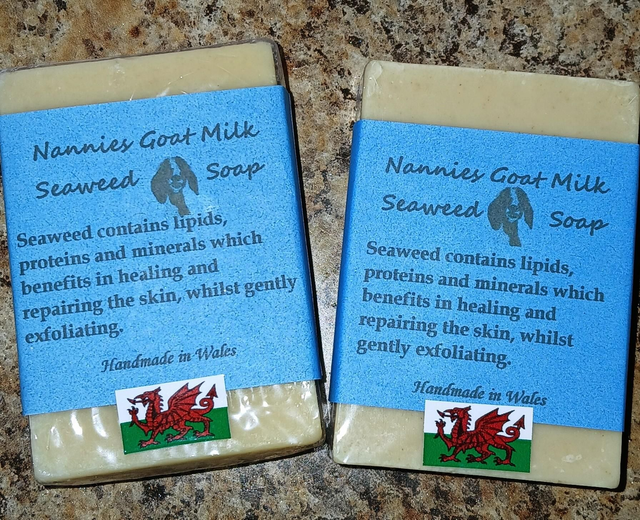 Nannies Goat Milk
Seaweed Soap
Seaweed contains lipids,
proteins and minerals which
benefits in healing and
repairing the skin, whilst gently
exfoliating.
Handmade in Wales
Nannies Goat Milk
Seaweed Soap
Seaweed contains lipids,
proteins and minerals which
benefits in healing and
repairing the skin, whilst
gently exfoliating.
Handmade in Wales